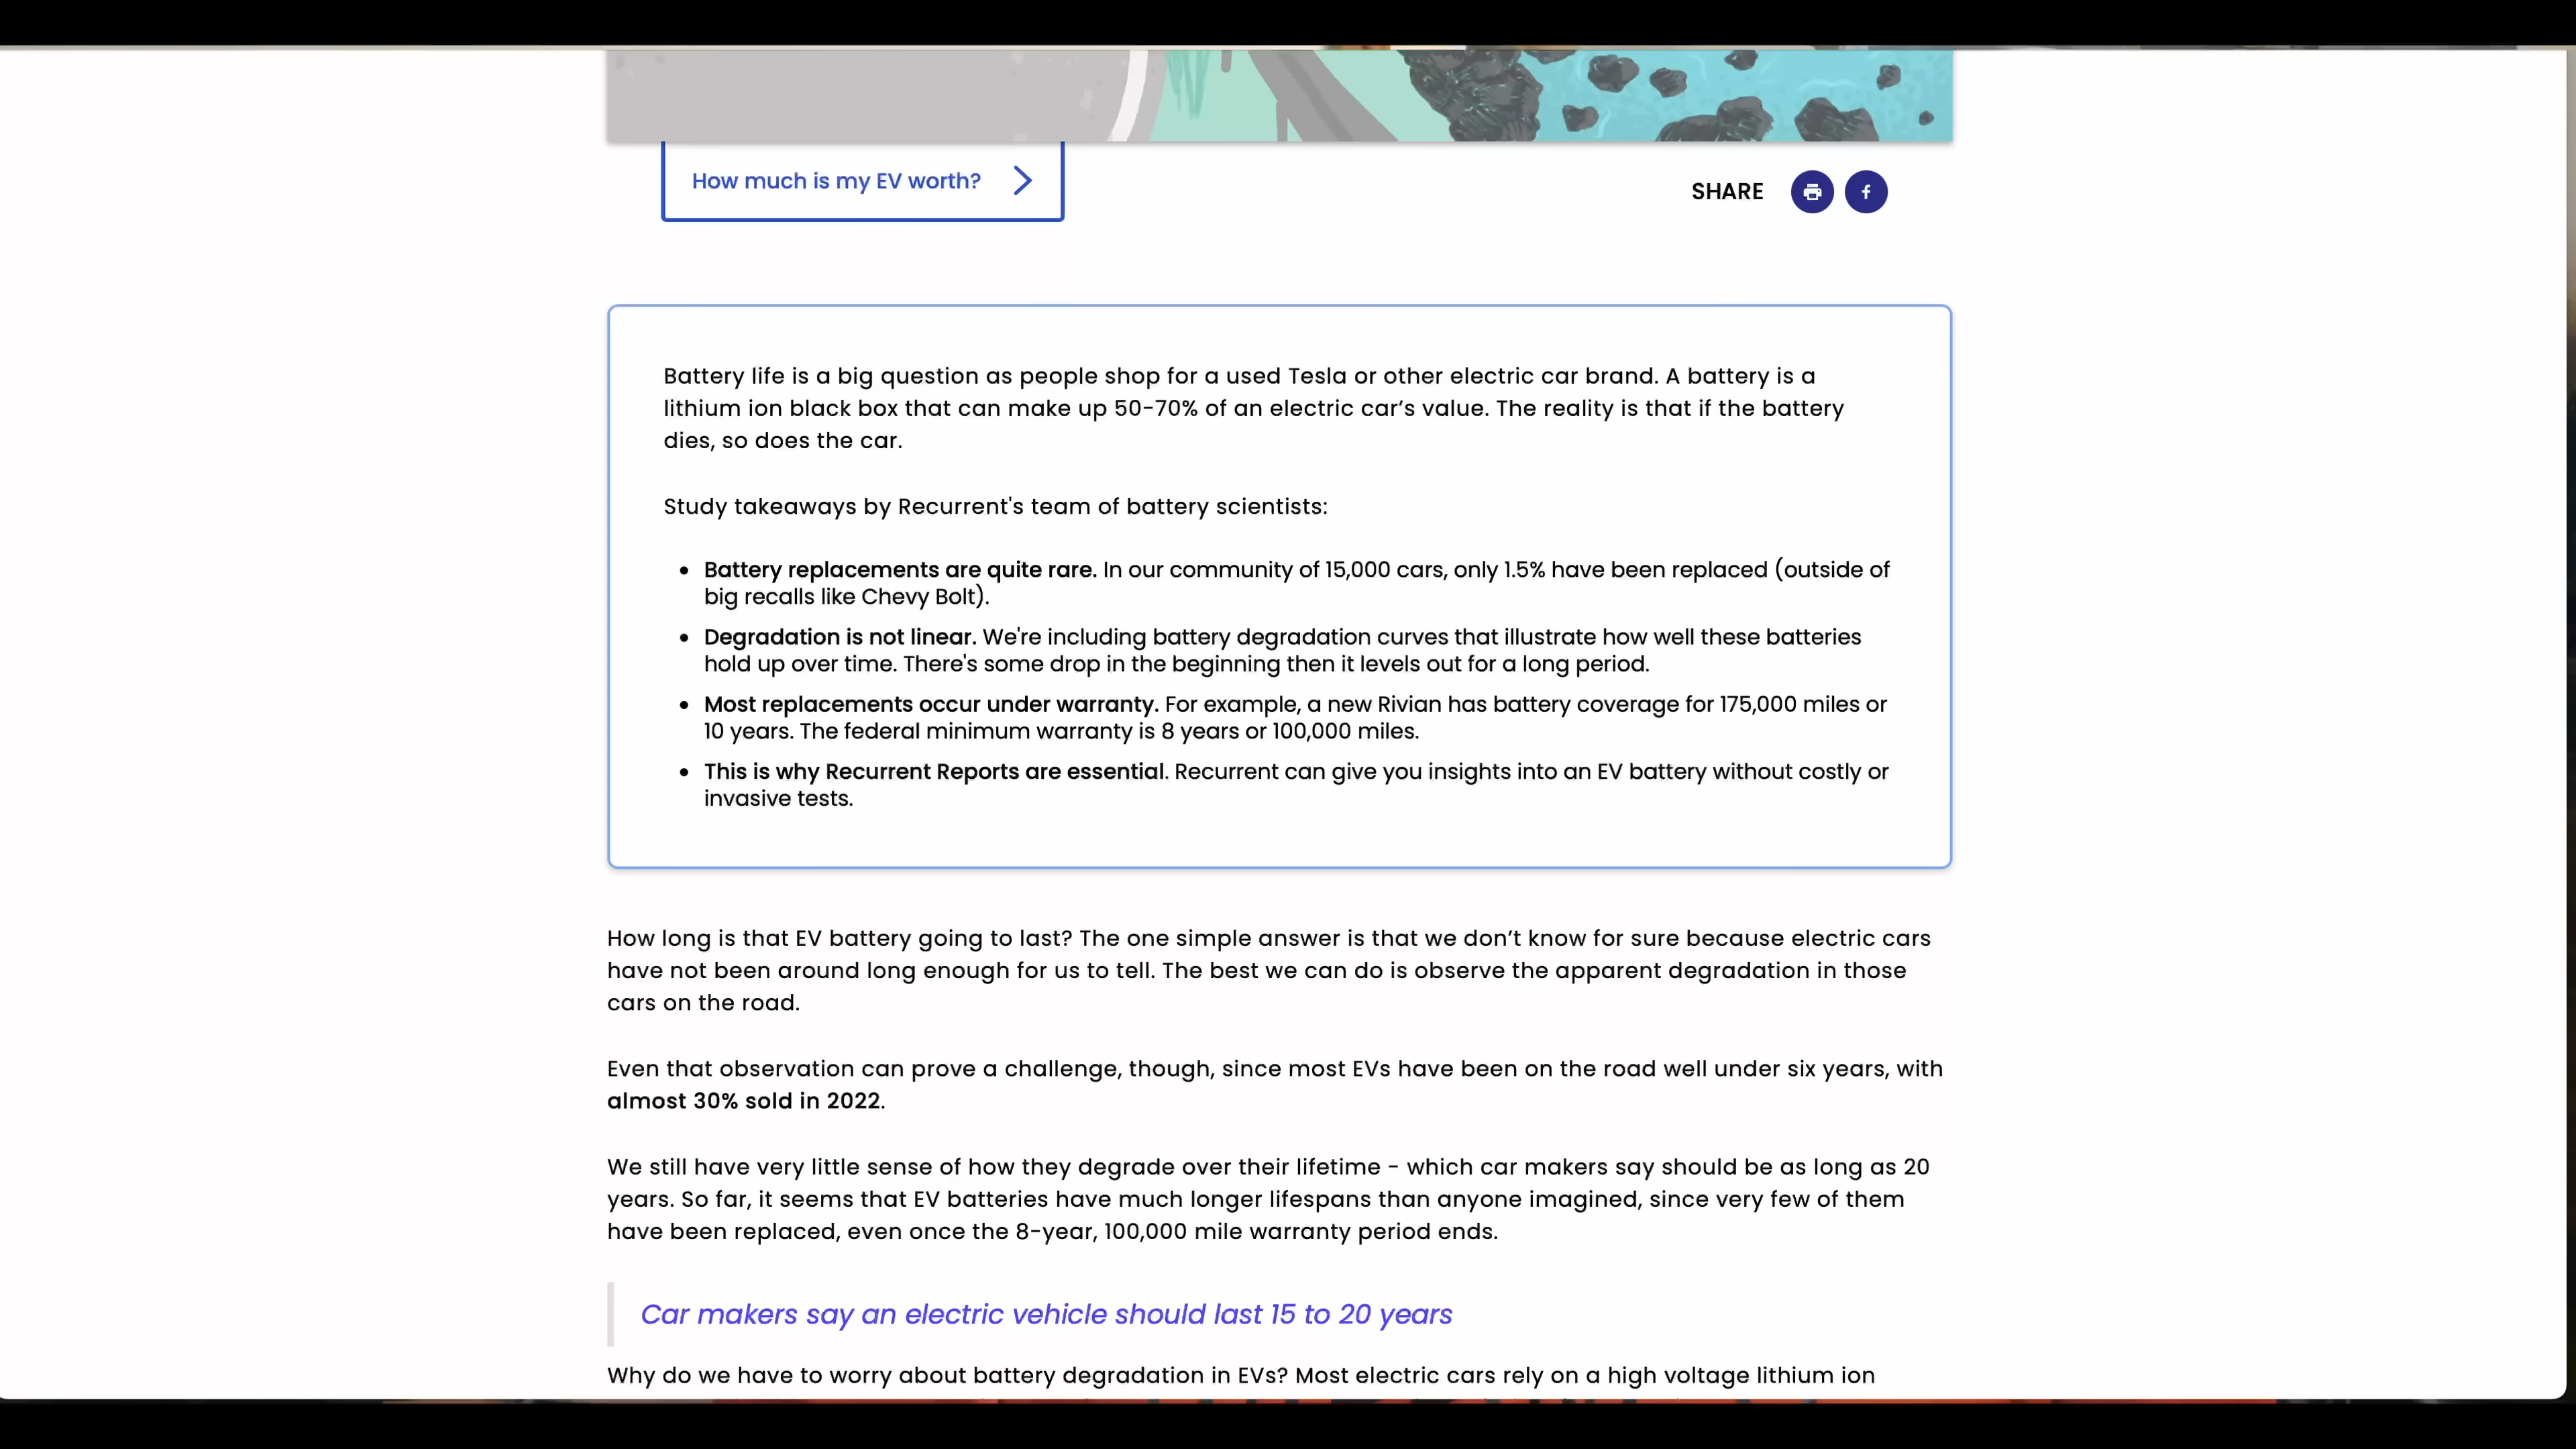 How much is my EV worth?
SHARE
Battery life is a big question as people shop for a used Tesla or other electric car brand. A battery is a
lithium ion black box that can make up 50-70% of an electric car's value. The reality is that if the battery
dies, so does the car.
Study takeaways by Recurrent's team of battery scientists:
• Battery replacements are quite rare. In our community of 15,000 cars, only 1.5% have been replaced (outside of
big recalls like Chevy Bolt).
• Degradation is not linear. We're including battery degradation curves that illustrate how well these batteries
hold up over time. There's some drop in the beginning then it levels out for a long period.
• Most replacements occur under warranty. For example, a new Rivian has battery coverage for 175,000 miles or
10 years. The federal minimum warranty is 8 years or 100,000 miles.
• This is why Recurrent Reports are essential. Recurrent can give you insights into an EV battery without costly or
invasive tests.
How long is that EV battery going to last? The one simple answer is that we don't know for sure because electric cars
have not been around long enough for us to tell. The best we can do is observe the apparent degradation in those
cars on the road.
Even that observation can prove a challenge, though, since most EVs have been on the road well under six years, with
almost 30% sold in 2022.
We still have very little sense of how they degrade over their lifetime - which car makers say should be as long as 20
years. So far, it seems that EV batteries have much longer lifespans than anyone imagined, since very few of them
have been replaced, even once the 8-year, 100,000 mile warranty period ends.
Car makers say an electric vehicle should last 15 to 20 years
Why do we have to worry about battery degradation in EVs? Most electric cars rely on a high voltage lithium ion